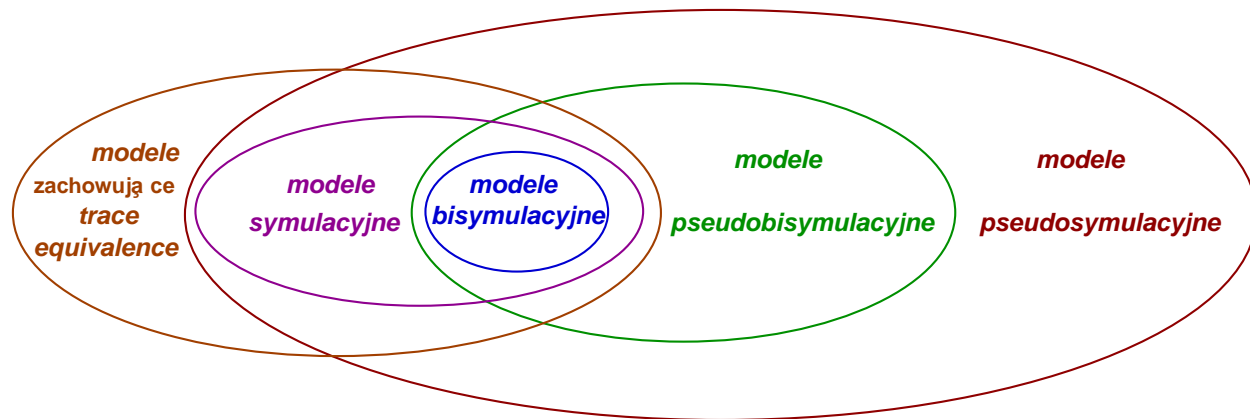 modele
zachowują ce
trace
equivalence
modele
symulacyjne
modele
bisymulacyjne
modele
pseudobisymulacyjne
modele
pseudosymulacyjne